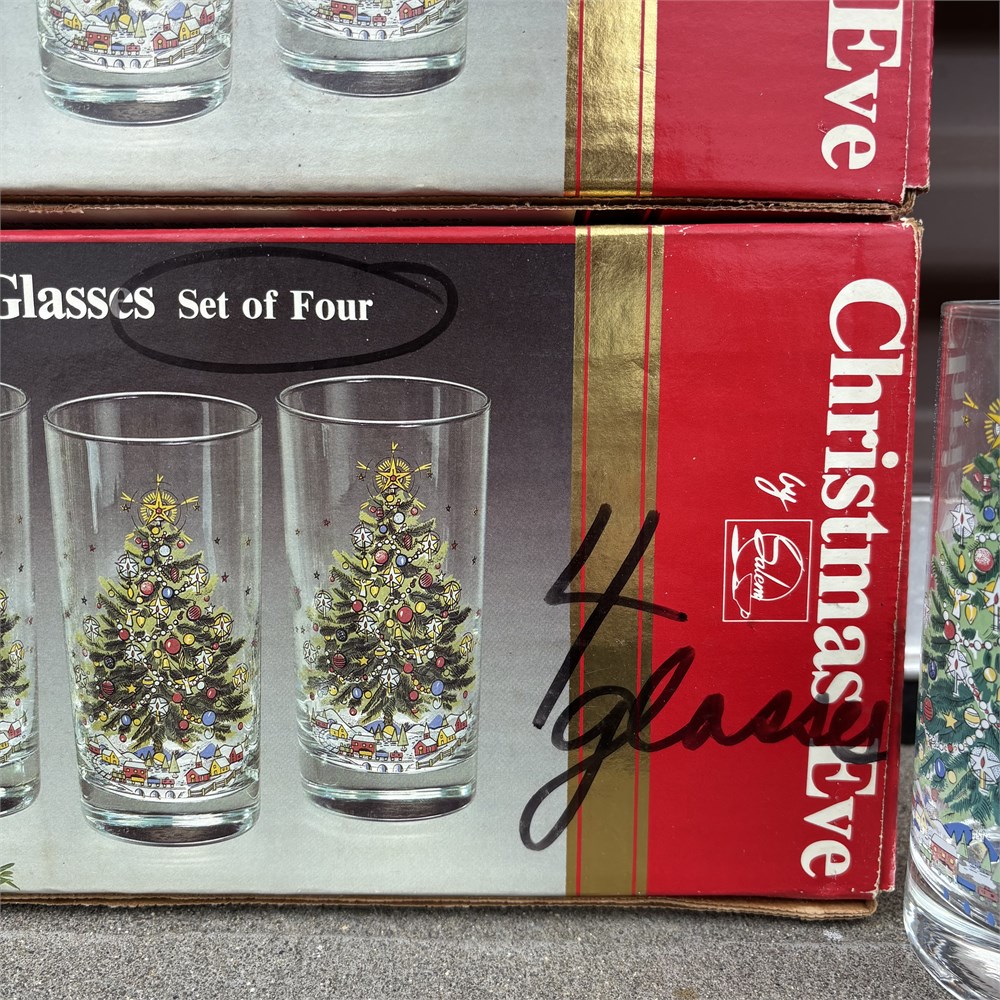 Eve
Glasses Set of Four
Christmas Eve
by
Salem
4
glasses